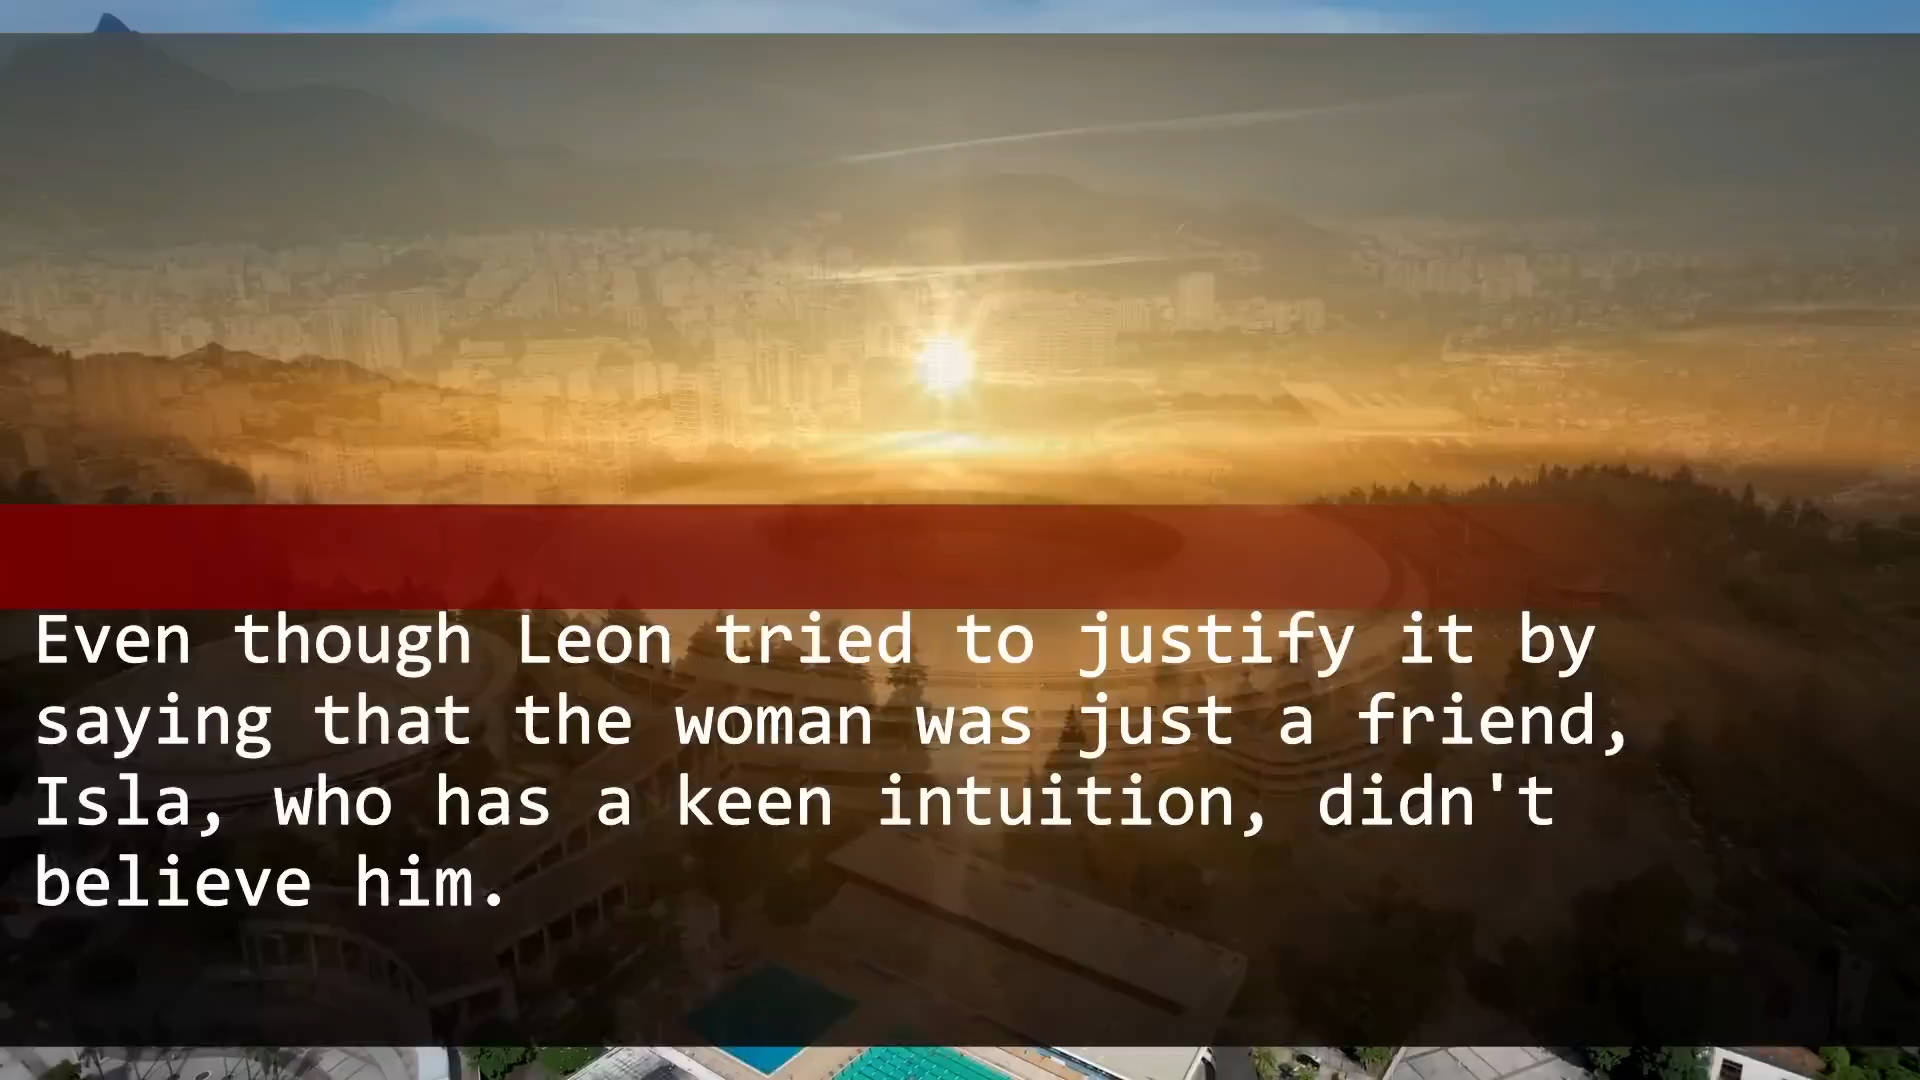 Even though Leon tried to justify it by
saying that the woman was just a friend,
Isla, who has a keen intuition, didn't
believe him.